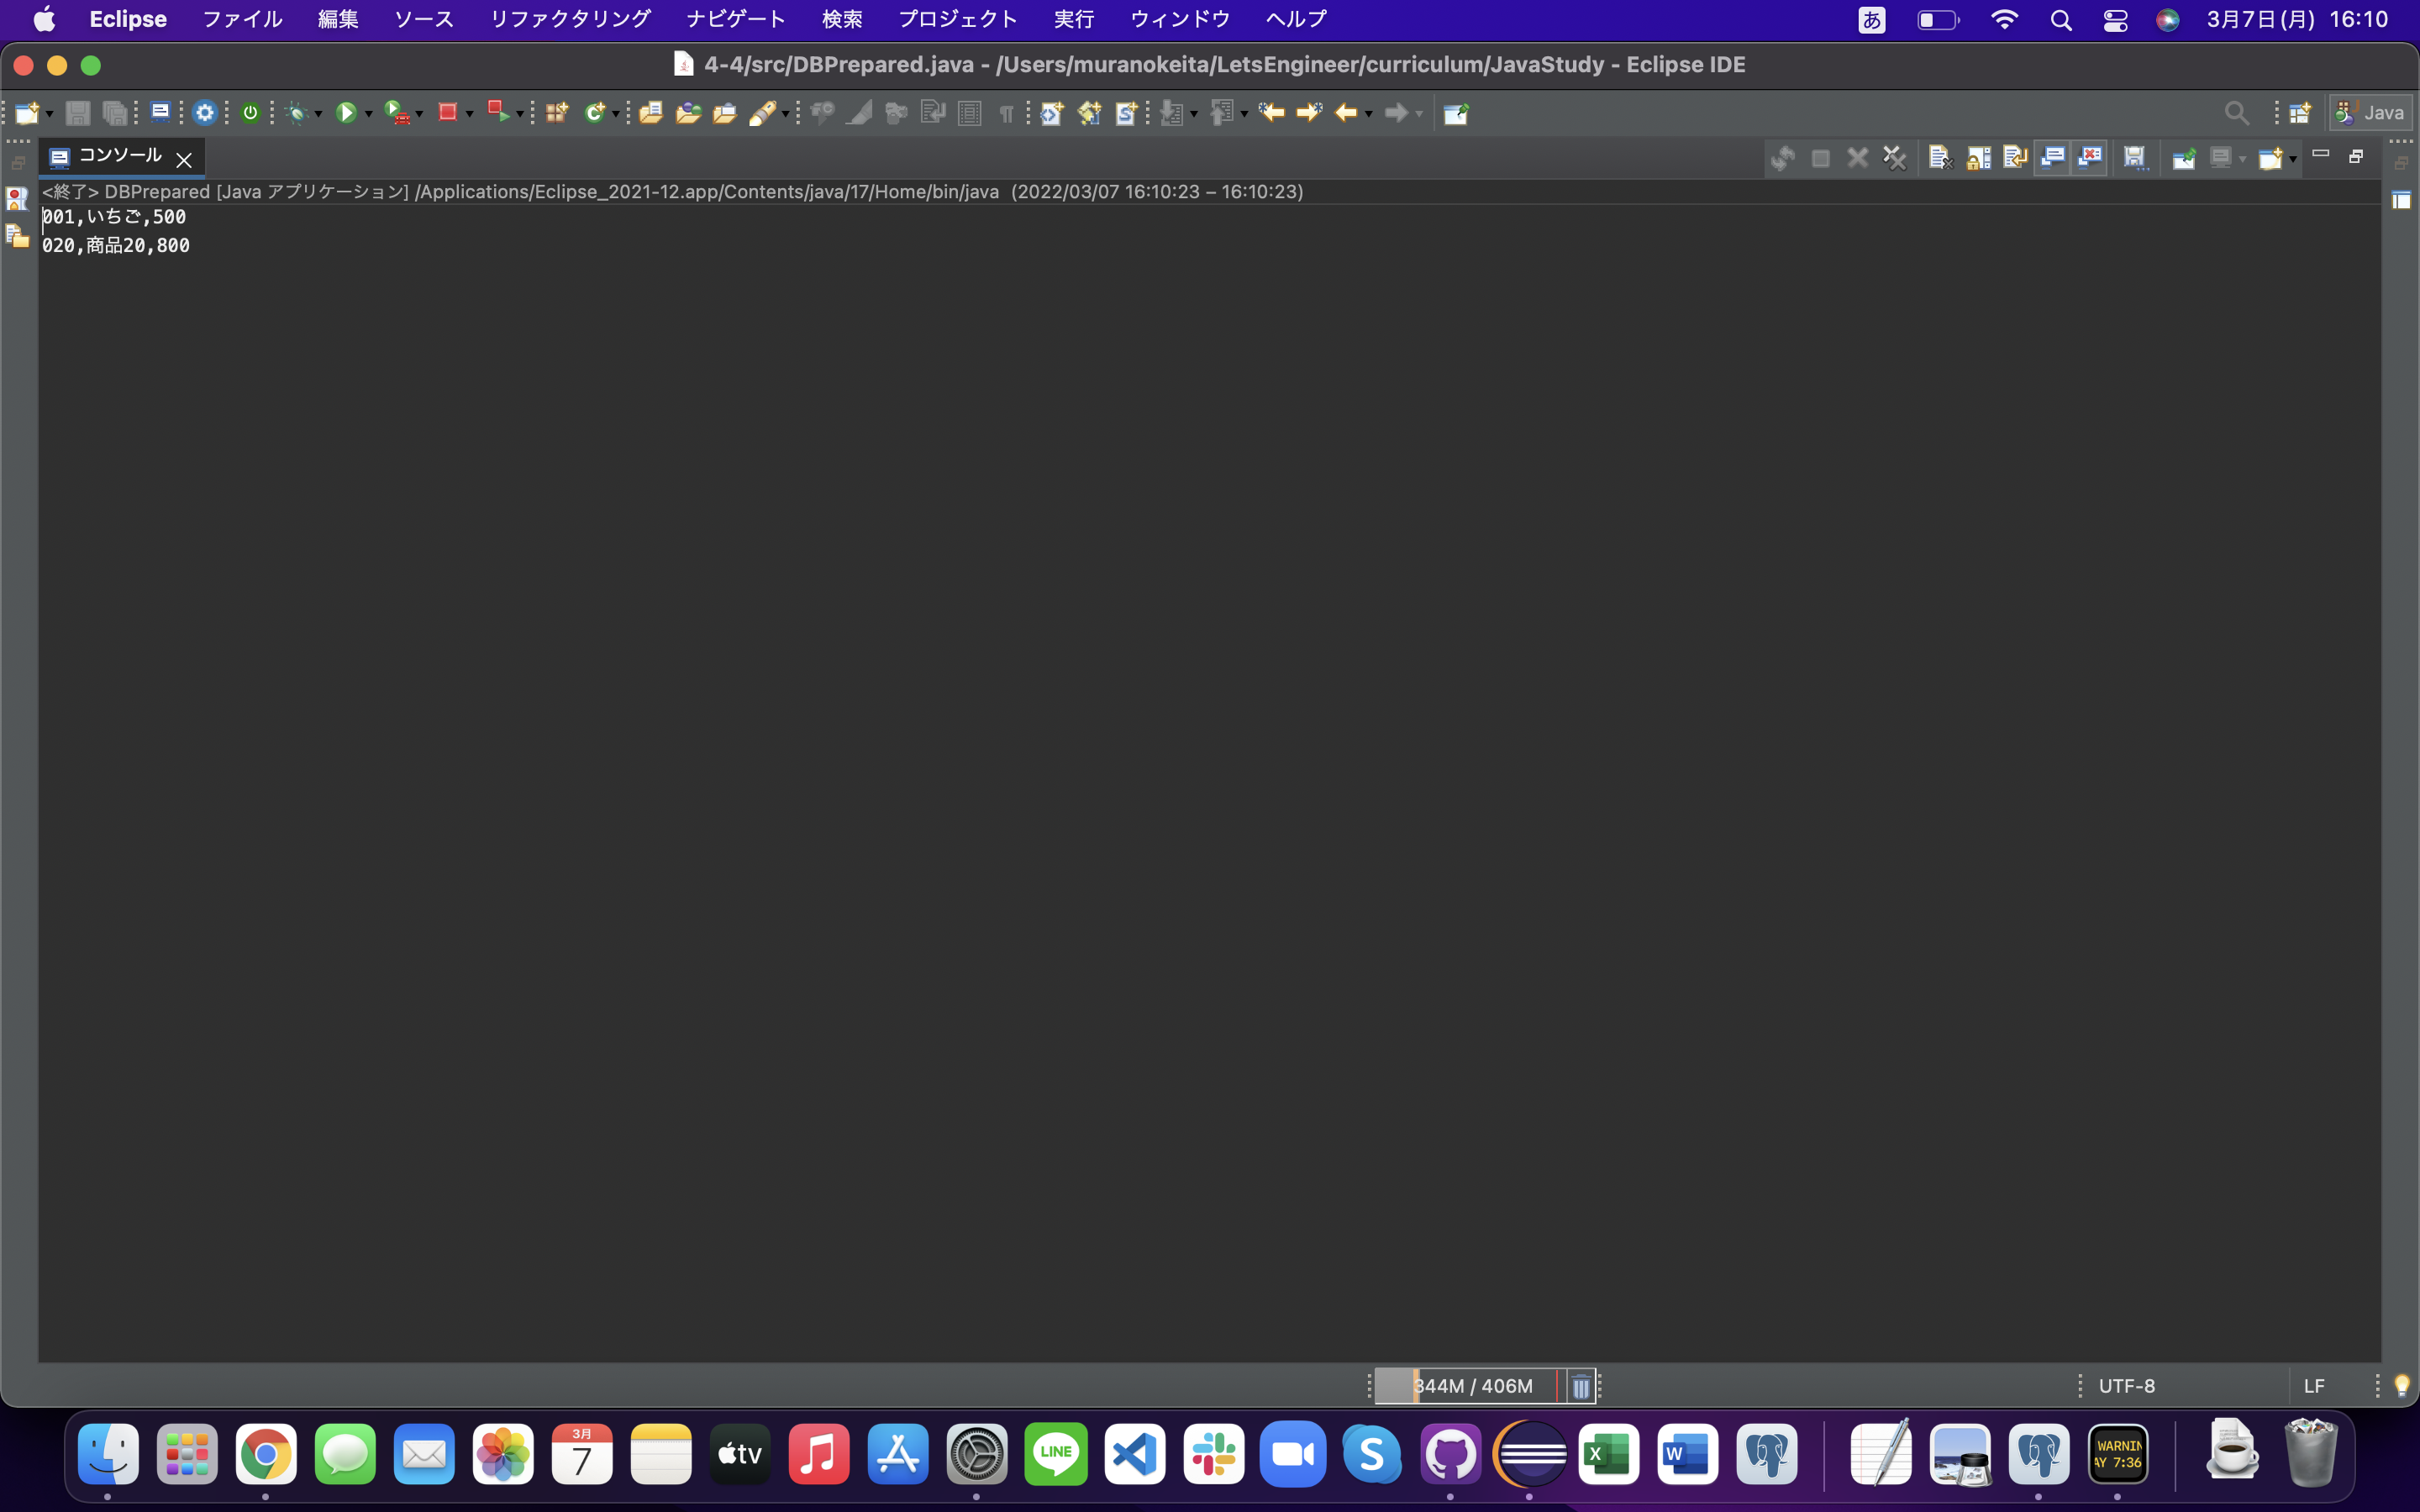 Eclipse ファイル 編集 ソース リファクタリング ナビゲート 検索 プロジェクト 実行 ウィンドウ ヘルプ あ 3月7日(月) 16:10
4-4/src/DBPrepared.java - /Users/muranokeita/LetsEngineer/curriculum/JavaStudy - Eclipse IDE
Java
コンソール
<終了> DBPrepared [Java アプリケーション] /Applications/Eclipse_2021-12.app/Contents/java/17/Home/bin/java (2022/03/07 16:10:23 – 16:10:23)
001,いちご,500
020,商品20,800
344M / 406M UTF-8 LF
3月
7
tv
LINE
S
X
W
WARNIN
AY 7:36